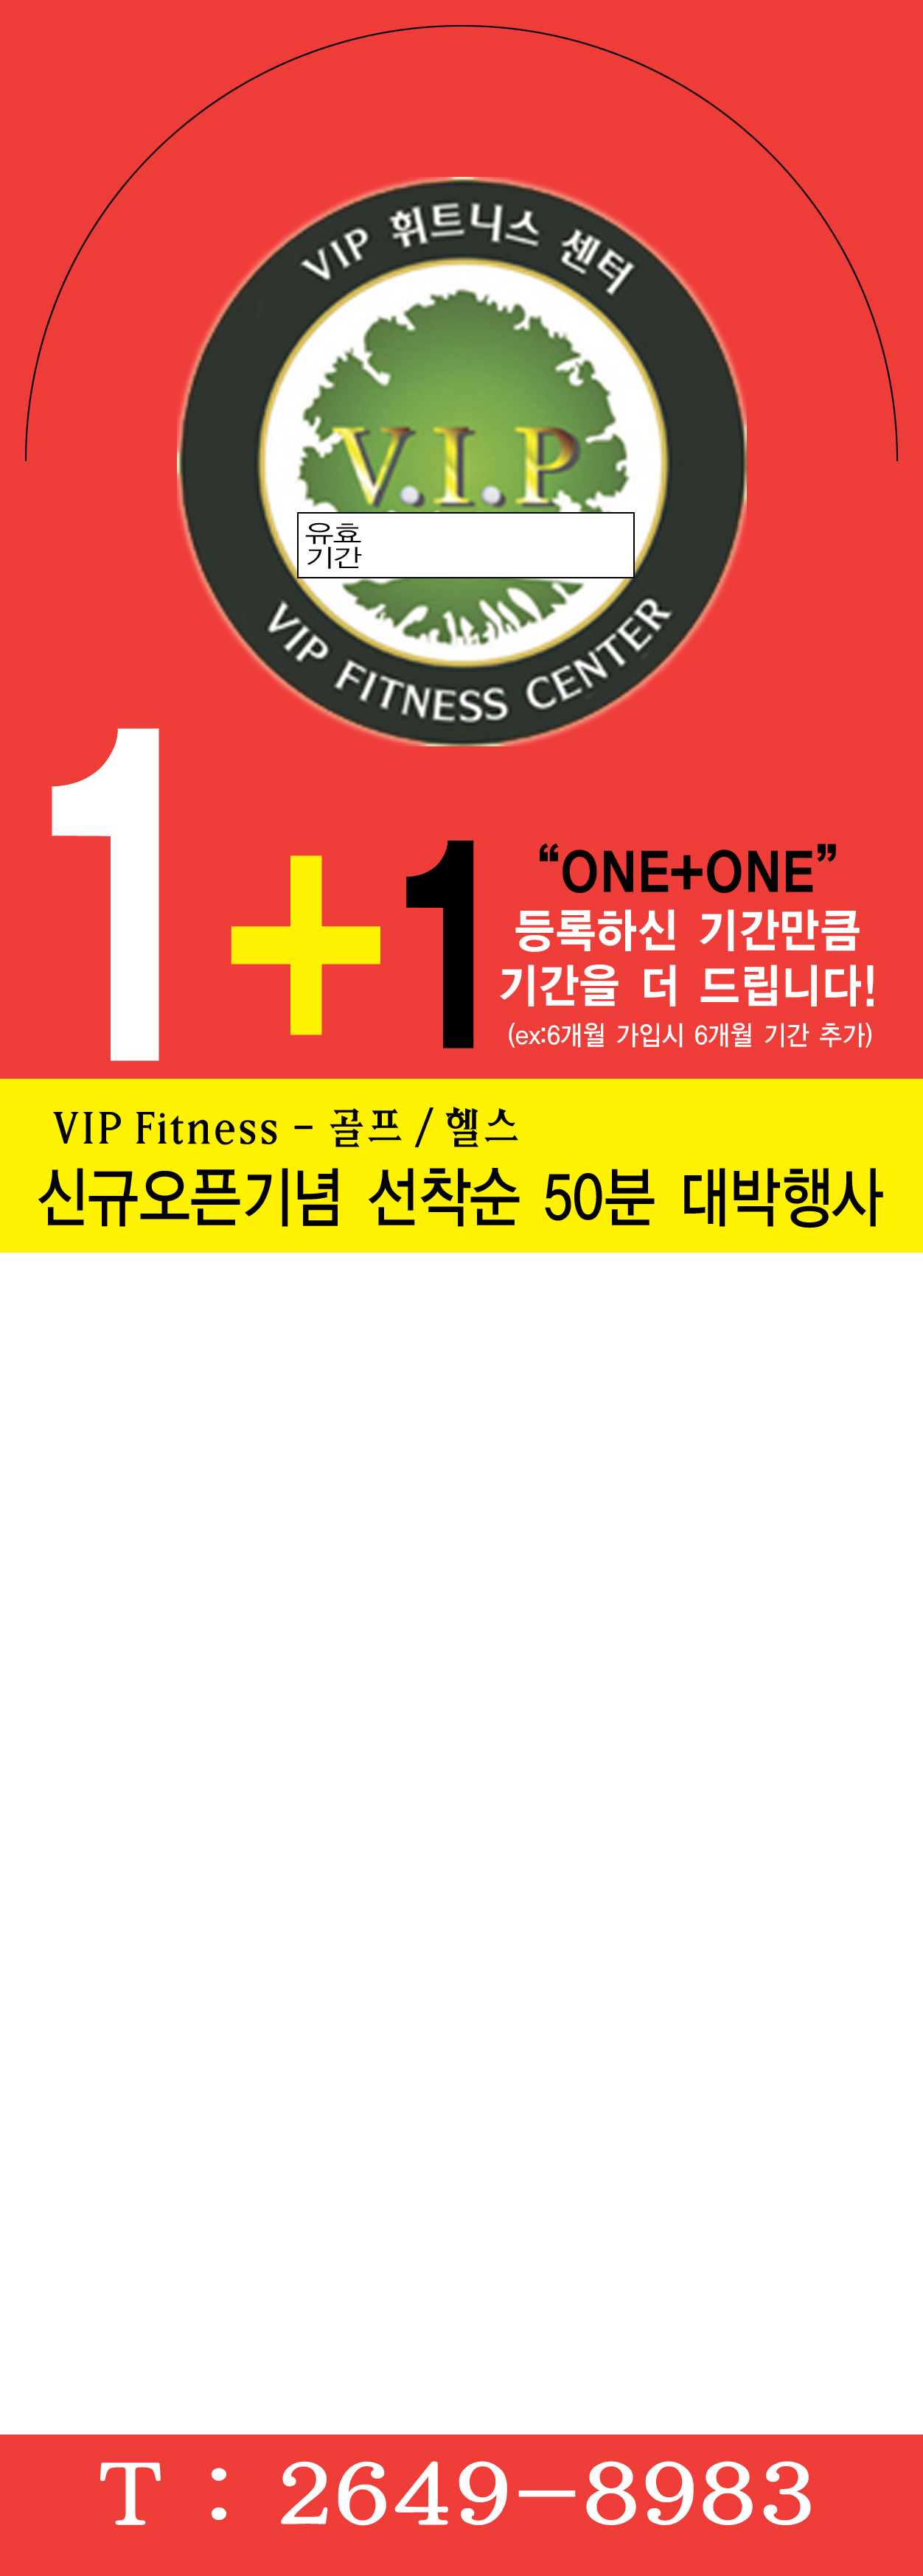 VIP 휘트니스 센터
V.I.P
유효
기간
VIP FITNESS CENTER
1+1
“ONE+ONE”
등록하신 기간만큼
기간을 더 드립니다!
(ex:6개월 가입시 6개월 기간 추가)
VIP Fitness - 골프 / 헬스
신규오픈기념 선착순 50분 대박행사
T : 2649-8983